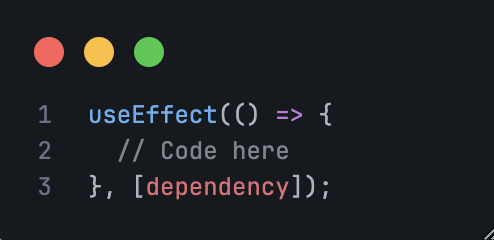 1 useEffect(() => {
2   // Code here
3 }, [dependency]);